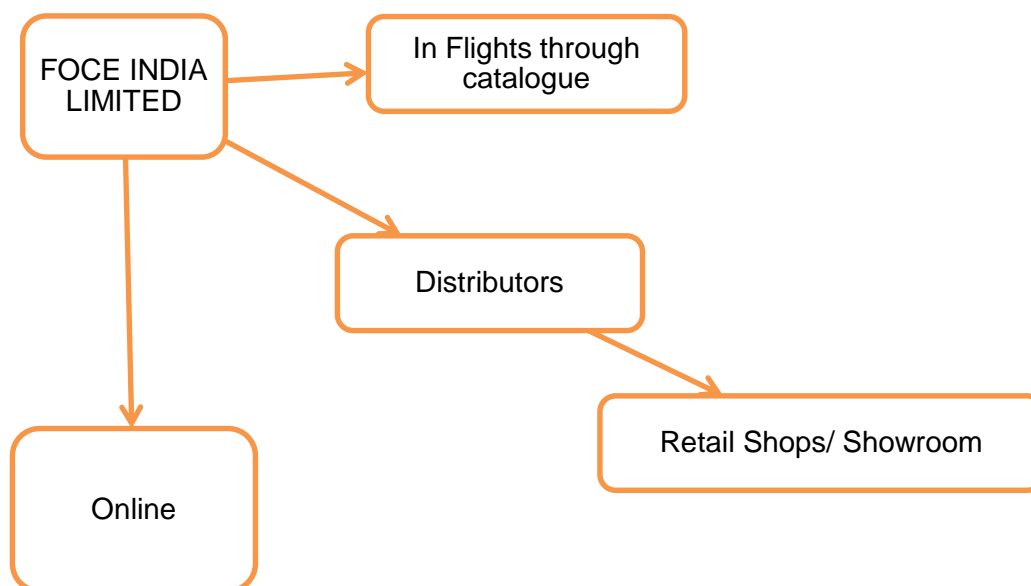 FOCE INDIA
LIMITED
In Flights through
catalogue
Distributors
Retail Shops/ Showroom
Online